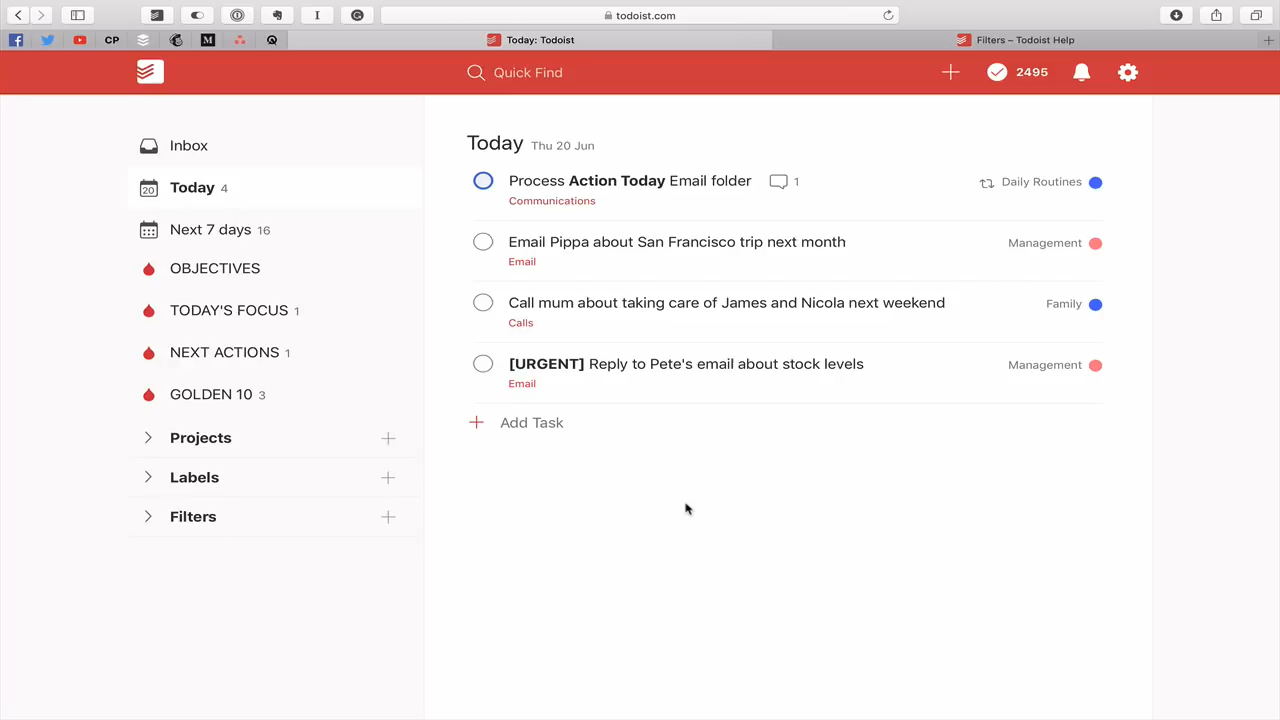 todoist.com
CP
M
Today: Todoist
Filters – Todoist Help
Quick Find
2495
Inbox
20 Today 4
Next 7 days 16
OBJECTIVES
TODAY'S FOCUS 1
NEXT ACTIONS 1
GOLDEN 10 3
Projects
Labels
Filters
Today Thu 20 Jun
Process Action Today Email folder 1 Daily Routines
Communications
Email Pippa about San Francisco trip next month Management
Email
Call mum about taking care of James and Nicola next weekend Family
Calls
[URGENT] Reply to Pete's email about stock levels Management
Email
Add Task